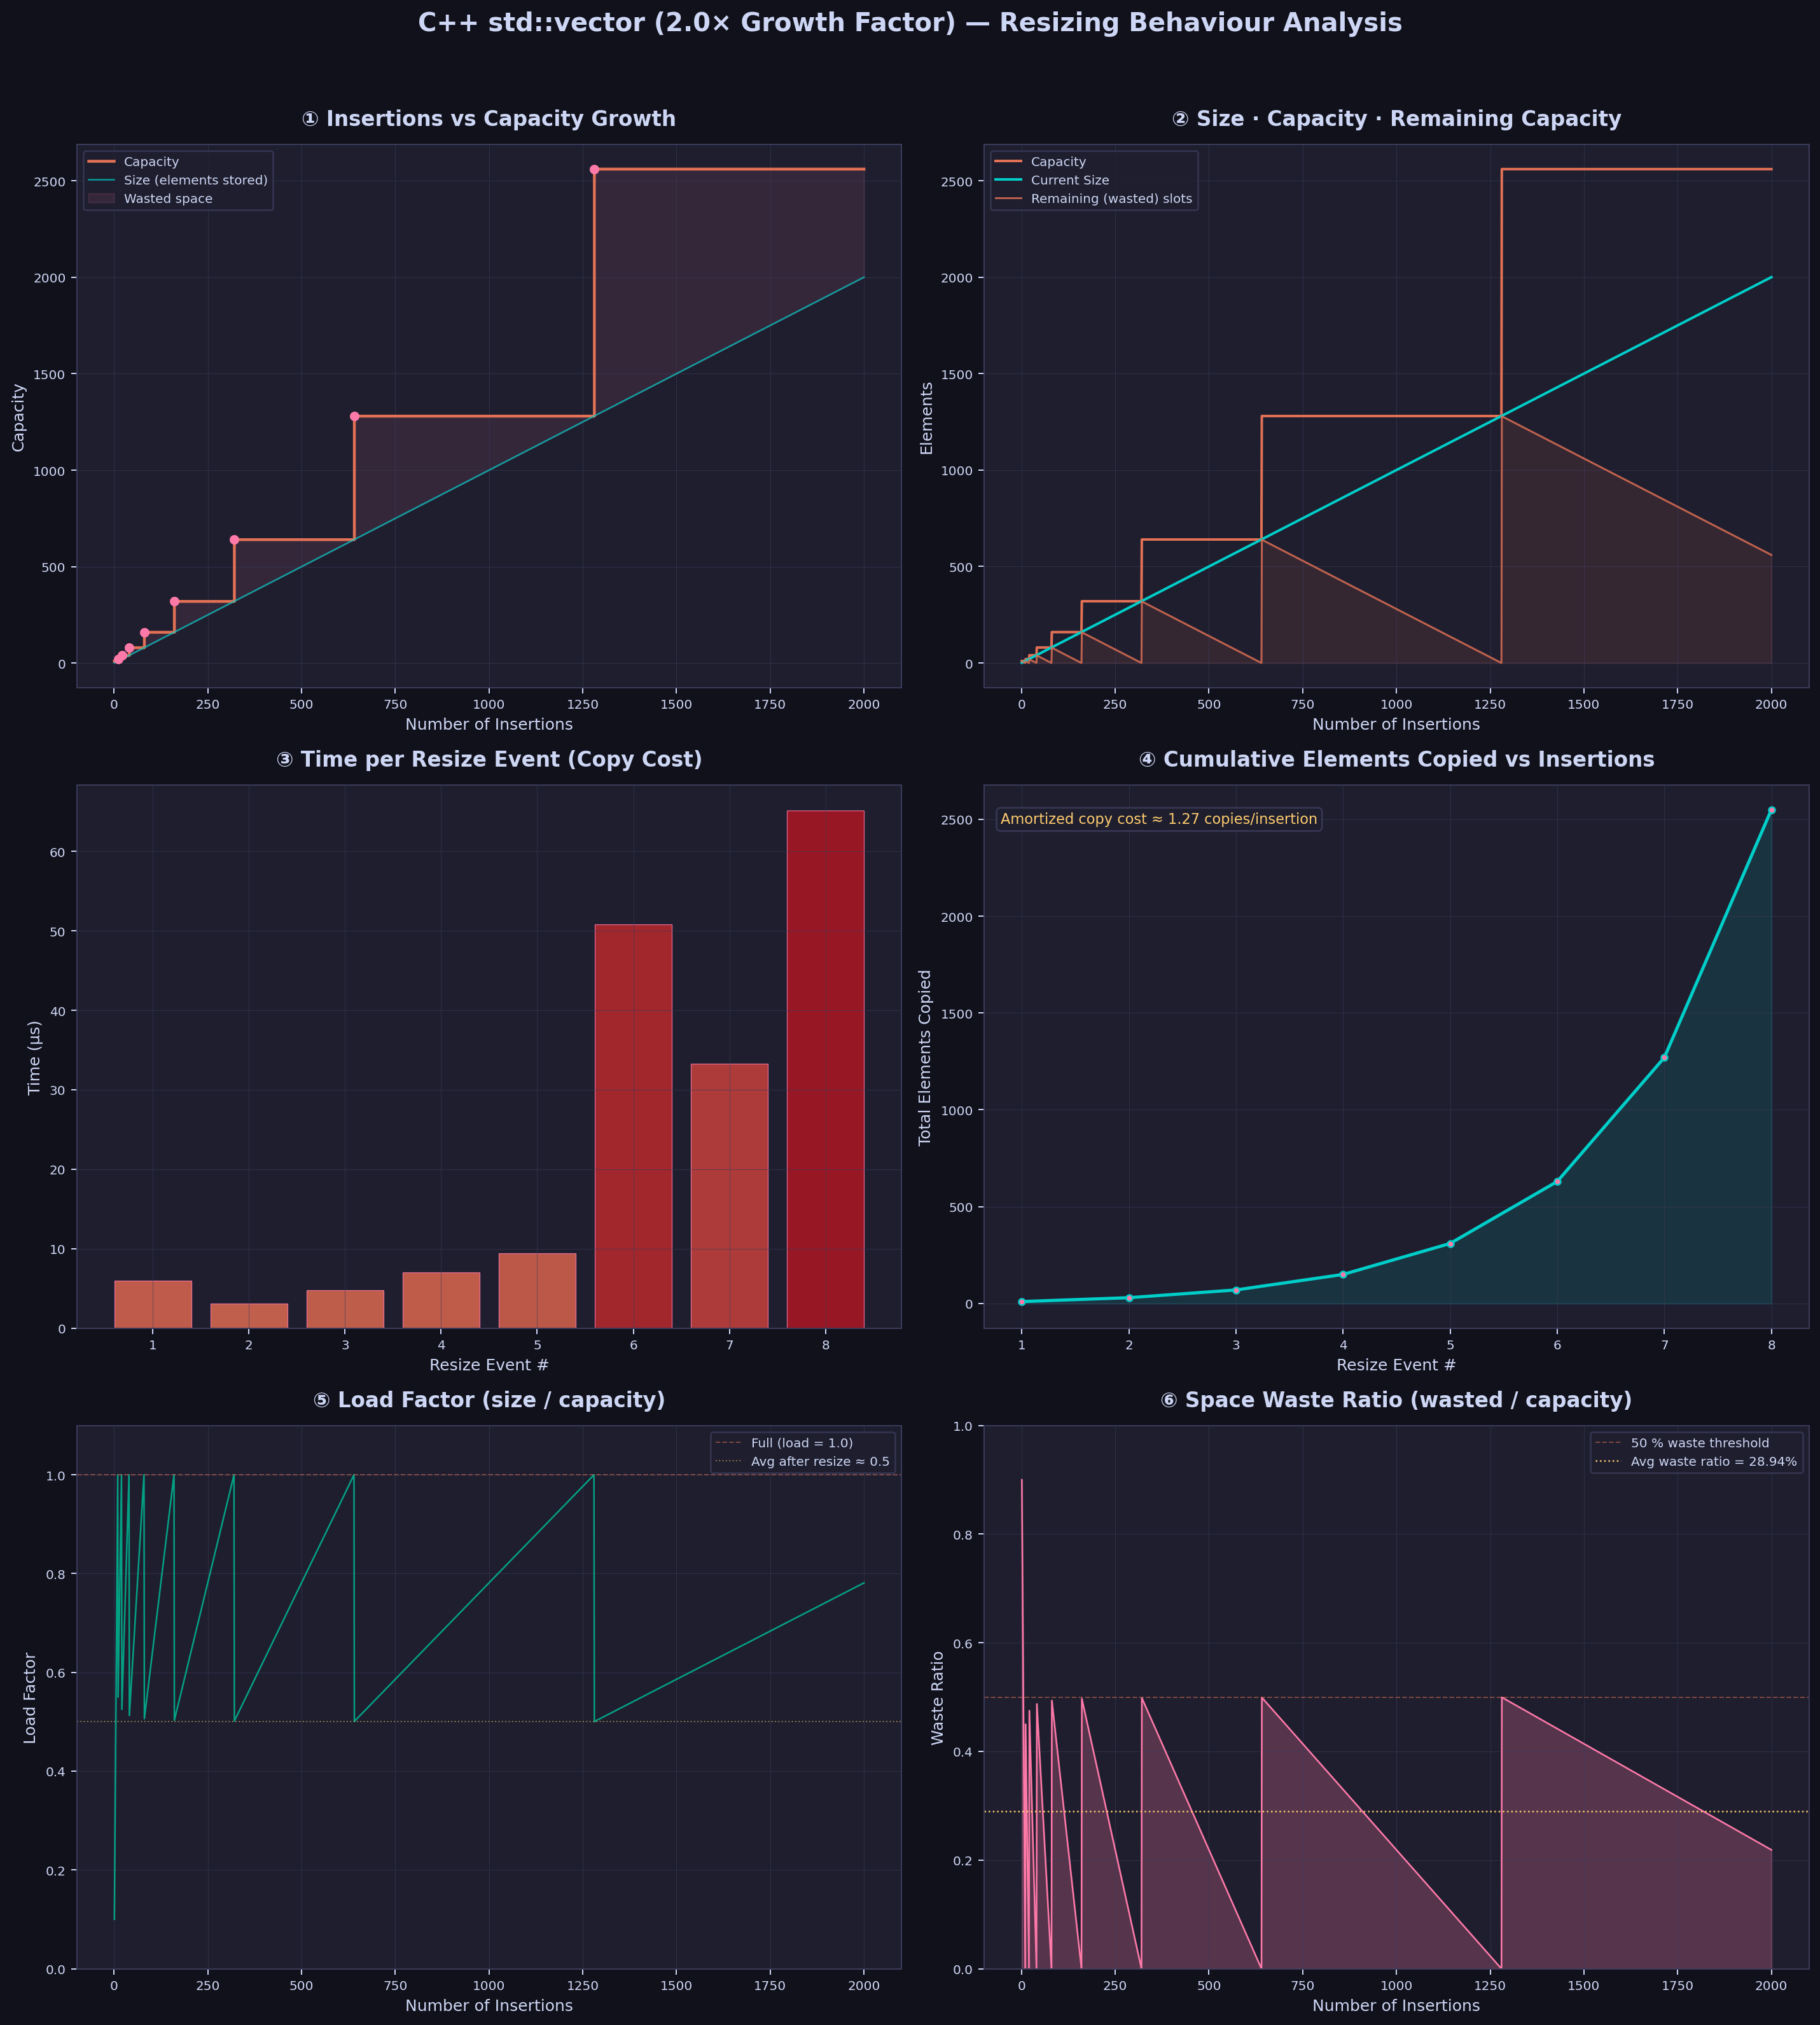 C++ std::vector (2.0× Growth Factor) — Resizing Behaviour Analysis
① Insertions vs Capacity Growth
Capacity
Size (elements stored)
Wasted space
2500
2000
1500
1000
500
0
Capacity
0 250 500 750 1000 1250 1500 1750 2000
Number of Insertions
② Size · Capacity · Remaining Capacity
Capacity
Current Size
Remaining (wasted) slots
2500
2000
1500
1000
500
0
Elements
0 250 500 750 1000 1250 1500 1750 2000
Number of Insertions
③ Time per Resize Event (Copy Cost)
60
50
40
30
20
10
0
Time (µs)
1 2 3 4 5 6 7 8
Resize Event #
④ Cumulative Elements Copied vs Insertions
Amortized copy cost ≈ 1.27 copies/insertion
2500
2000
1500
1000
500
0
Total Elements Copied
1 2 3 4 5 6 7 8
Resize Event #
⑤ Load Factor (size / capacity)
Full (load = 1.0)
Avg after resize ≈ 0.5
1.0
0.8
0.6
0.4
0.2
0.0
Load Factor
0 250 500 750 1000 1250 1500 1750 2000
Number of Insertions
⑥ Space Waste Ratio (wasted / capacity)
50 % waste threshold
Avg waste ratio = 28.94%
1.0
0.8
0.6
0.4
0.2
0.0
Waste Ratio
0 250 500 750 1000 1250 1500 1750 2000
Number of Insertions